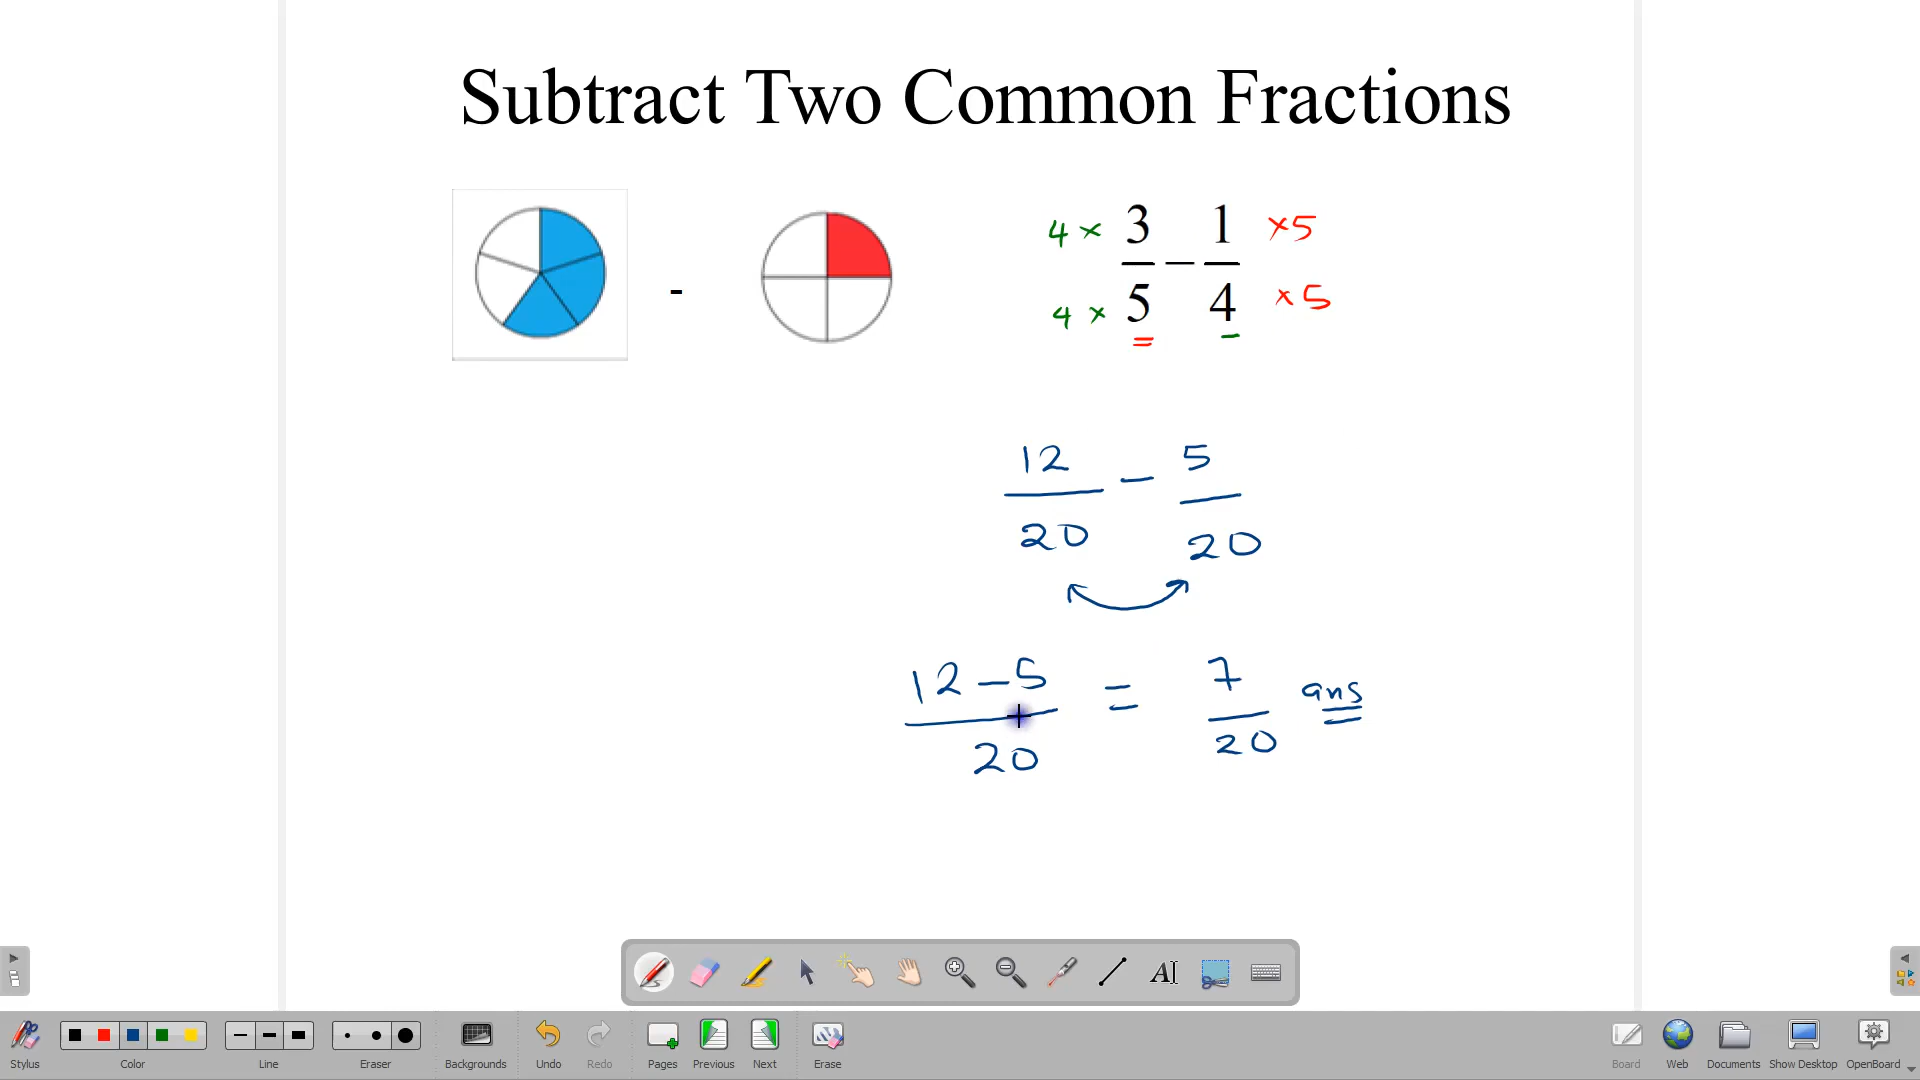 Subtract Two Common Fractions
4 × 3 − 1 ×5
4 × 5 4 ×5
-
12 − 5
20 20
12 − 5 = 7 ans
20 20
AI
Stylus Color Line Eraser Backgrounds Undo Redo Pages Previous Next Erase Board Web Documents Show Desktop OpenBoard